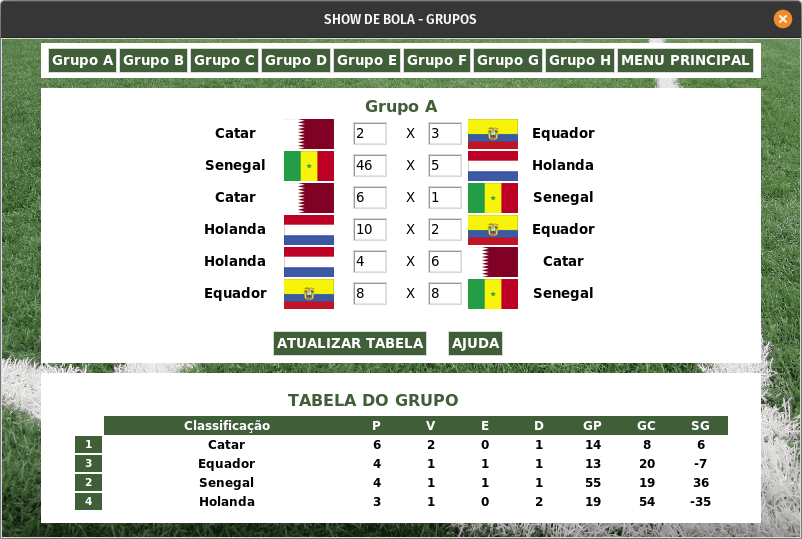 SHOW DE BOLA - GRUPOS
Grupo A Grupo B Grupo C Grupo D Grupo E Grupo F Grupo G Grupo H MENU PRINCIPAL
Grupo A
Catar 2 X 3 Equador
Senegal 46 X 5 Holanda
Catar 6 X 1 Senegal
Holanda 10 X 2 Equador
Holanda 4 X 6 Catar
Equador 8 X 8 Senegal
ATUALIZAR TABELA AJUDA
TABELA DO GRUPO
Classificação P V E D GP GC SG
1 Catar 6 2 0 1 14 8 6
3 Equador 4 1 1 1 13 20 -7
2 Senegal 4 1 1 1 55 19 36
4 Holanda 3 1 0 2 19 54 -35